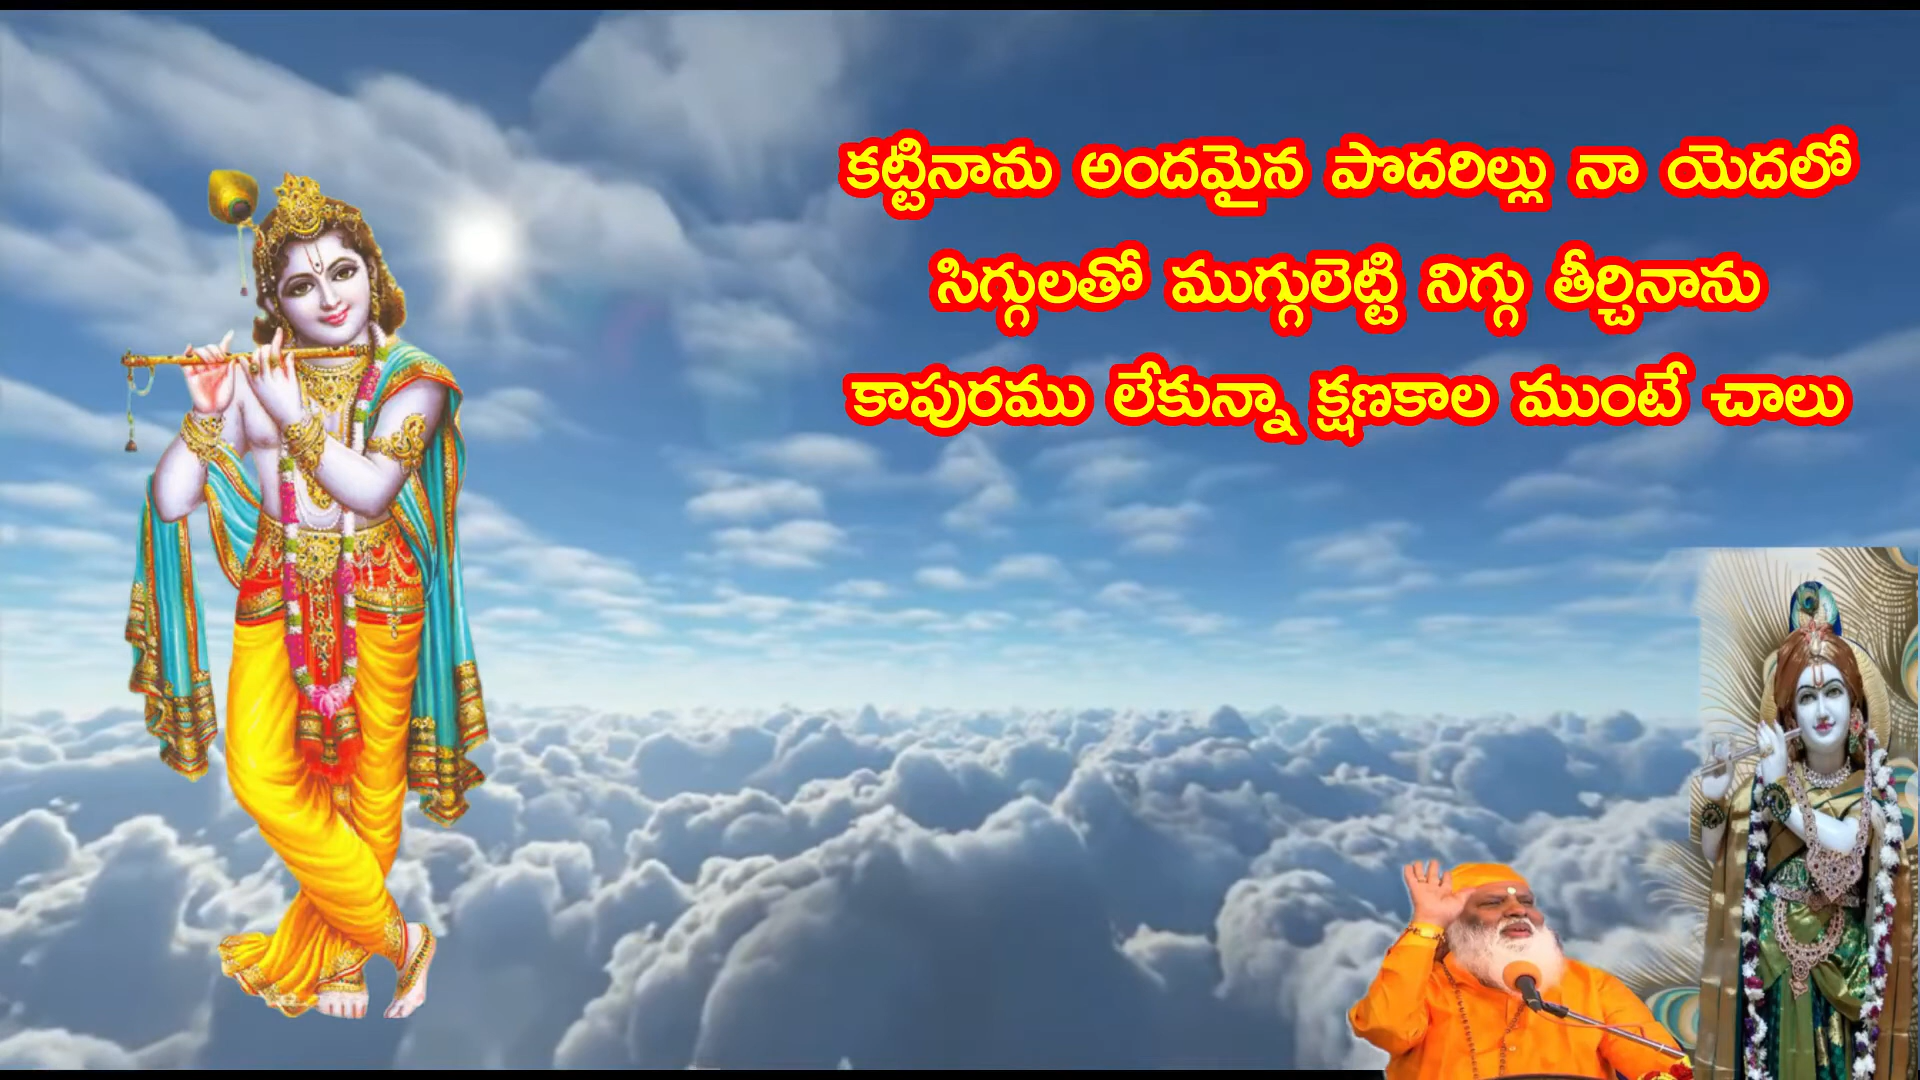 కట్టినాను అందమైన పొదరిల్లు నా యెదలో
సిగ్గులతో ముగ్గులెట్టి నిగ్గు తీర్చినాను
కాపురము లేకున్నా క్షణకాల ముంటే చాలు